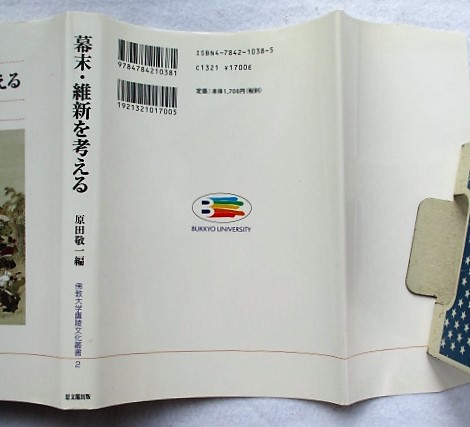 える
幕末・維新を考える
原田敬一編
佛教大学鷹陵文化叢書2
思文閣出版
9784784210381
1921321017005
ISBN4-7842-1038-5
C1321 ¥1700E
定価：本体1,700円(税別)
B
BUKKYO UNIVERSITY